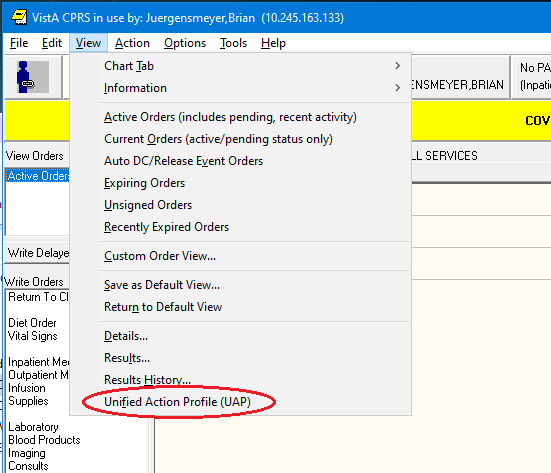 VistA CPRS in use by: Juergensmeyer,Brian (10.245.163.133)
File Edit View Action Options Tools Help
Chart Tab
Information
Active Orders (includes pending, recent activity)
Current Orders (active/pending status only)
Auto DC/Release Event Orders
Expiring Orders
Unsigned Orders
Recently Expired Orders
Custom Order View...
Save as Default View...
Return to Default View
Details...
Results...
Results History...
Unified Action Profile (UAP)
ENSMEYER,BRIAN
No PA
(Inpati
COV
View Orders
Active Orders
LL SERVICES
Write Delaye
Write Orders
Return To Cl
Diet Order
Vital Signs
Inpatient Med
Outpatient M
Infusion
Supplies
Laboratory
Blood Products
Imaging
Consults